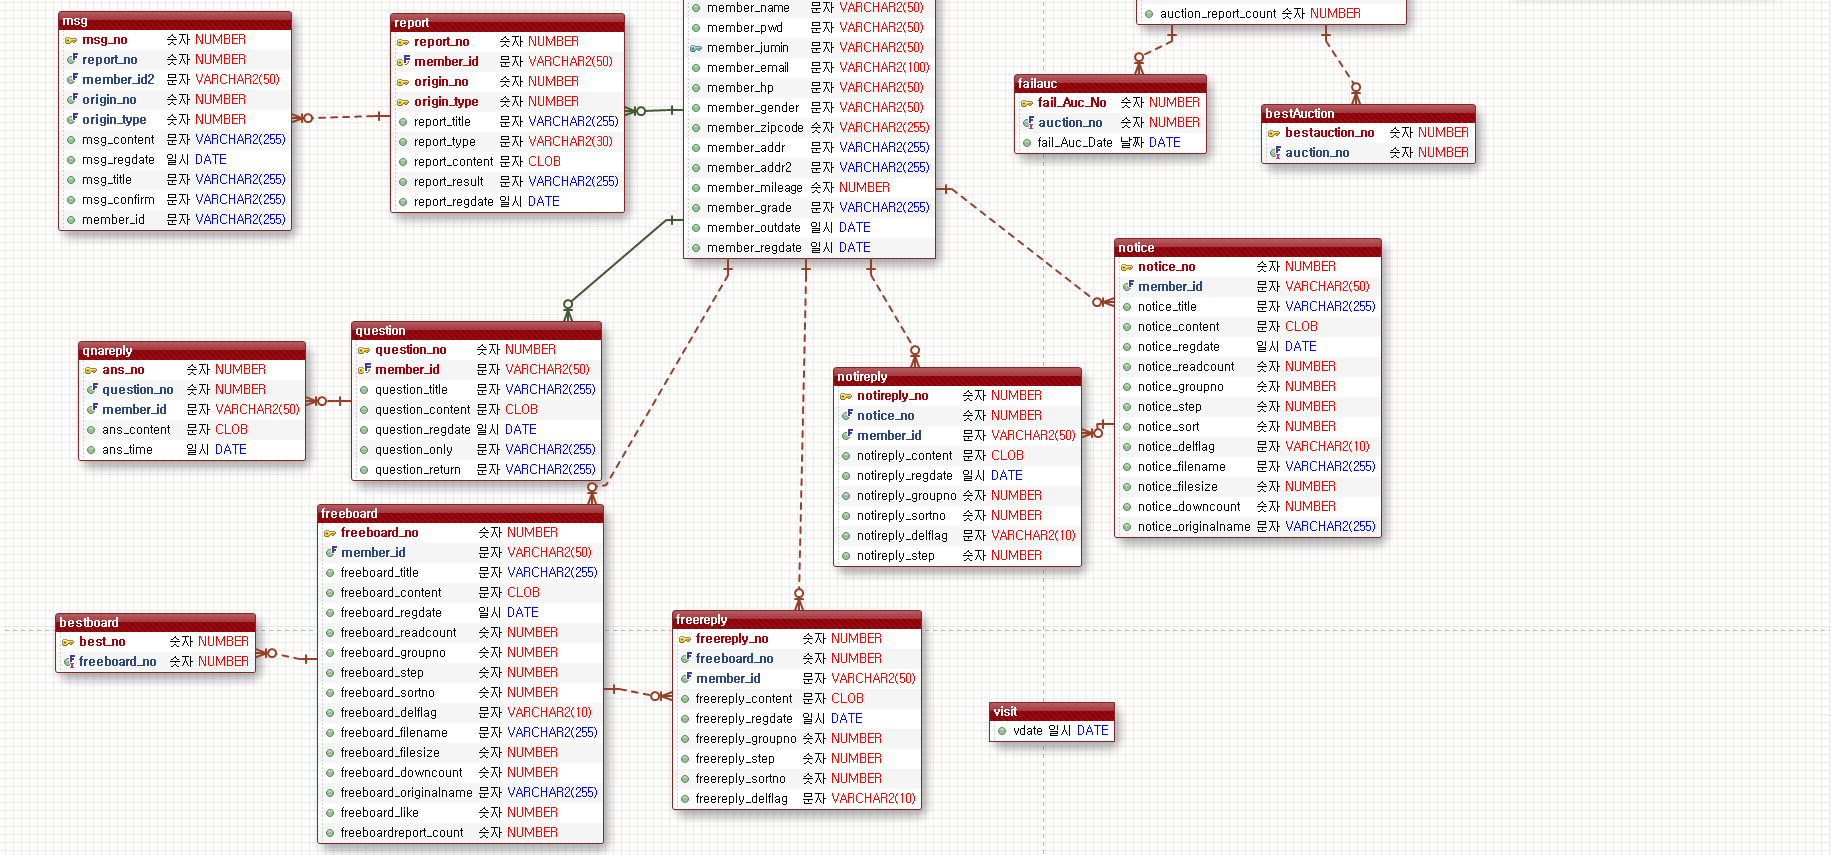 msg
msg_no 숫자 NUMBER
report_no 숫자 NUMBER
member_id2 문자 VARCHAR2(50)
origin_no 숫자 NUMBER
origin_type 숫자 NUMBER
msg_content 문자 VARCHAR2(255)
msg_regdate 일시 DATE
msg_title 문자 VARCHAR2(255)
msg_confirm 문자 VARCHAR2(255)
member_id 문자 VARCHAR2(255)
report
report_no 숫자 NUMBER
member_id 문자 VARCHAR2(50)
origin_no 숫자 NUMBER
origin_type 숫자 NUMBER
report_title 문자 VARCHAR2(255)
report_type 문자 VARCHAR2(30)
report_content 문자 CLOB
report_result 문자 VARCHAR2(255)
report_regdate 일시 DATE
member_name 문자 VARCHAR2(50)
member_pwd 문자 VARCHAR2(50)
member_jumin 문자 VARCHAR2(50)
member_email 문자 VARCHAR2(100)
member_hp 문자 VARCHAR2(50)
member_gender 문자 VARCHAR2(50)
member_zipcode 숫자 VARCHAR2(255)
member_addr 문자 VARCHAR2(255)
member_addr2 문자 VARCHAR2(255)
member_mileage 숫자 NUMBER
member_grade 문자 VARCHAR2(255)
member_outdate 일시 DATE
member_regdate 일시 DATE
auction_report_count 숫자 NUMBER
failauc
fail_Auc_No 숫자 NUMBER
auction_no 숫자 NUMBER
fail_Auc_Date 날짜 DATE
bestAuction
bestauction_no 숫자 NUMBER
auction_no 숫자 NUMBER
notice
notice_no 숫자 NUMBER
member_id 문자 VARCHAR2(50)
notice_title 문자 VARCHAR2(255)
notice_content 문자 CLOB
notice_regdate 일시 DATE
notice_readcount 숫자 NUMBER
notice_groupno 숫자 NUMBER
notice_step 숫자 NUMBER
notice_sort 숫자 NUMBER
notice_delflag 문자 VARCHAR2(10)
notice_filename 문자 VARCHAR2(255)
notice_filesize 숫자 NUMBER
notice_downcount 숫자 NUMBER
notice_originalname 문자 VARCHAR2(255)
qnareply
ans_no 숫자 NUMBER
question_no 숫자 NUMBER
member_id 문자 VARCHAR2(50)
ans_content 문자 CLOB
ans_time 일시 DATE
question
question_no 숫자 NUMBER
member_id 문자 VARCHAR2(50)
question_title 문자 VARCHAR2(255)
question_content 문자 CLOB
question_regdate 일시 DATE
question_only 문자 VARCHAR2(255)
question_return 문자 VARCHAR2(255)
notireply
notireply_no 숫자 NUMBER
notice_no 숫자 NUMBER
member_id 문자 VARCHAR2(50)
notireply_content 문자 CLOB
notireply_regdate 일시 DATE
notireply_groupno 숫자 NUMBER
notireply_sortno 숫자 NUMBER
notireply_delflag 문자 VARCHAR2(10)
notireply_step 숫자 NUMBER
freeboard
freeboard_no 숫자 NUMBER
member_id 문자 VARCHAR2(50)
freeboard_title 문자 VARCHAR2(255)
freeboard_content 문자 CLOB
freeboard_regdate 일시 DATE
freeboard_readcount 숫자 NUMBER
freeboard_groupno 숫자 NUMBER
freeboard_step 숫자 NUMBER
freeboard_sortno 숫자 NUMBER
freeboard_delflag 문자 VARCHAR2(10)
freeboard_filename 문자 VARCHAR2(255)
freeboard_filesize 숫자 NUMBER
freeboard_downcount 숫자 NUMBER
freeboard_originalname 문자 VARCHAR2(255)
freeboard_like 숫자 NUMBER
freeboardreport_count 숫자 NUMBER
bestboard
best_no 숫자 NUMBER
freeboard_no 숫자 NUMBER
freereply
freereply_no 숫자 NUMBER
freeboard_no 숫자 NUMBER
member_id 문자 VARCHAR2(50)
freereply_content 문자 CLOB
freereply_regdate 일시 DATE
freereply_groupno 숫자 NUMBER
freereply_step 숫자 NUMBER
freereply_sortno 숫자 NUMBER
freereply_delflag 문자 VARCHAR2(10)
visit
vdate 일시 DATE